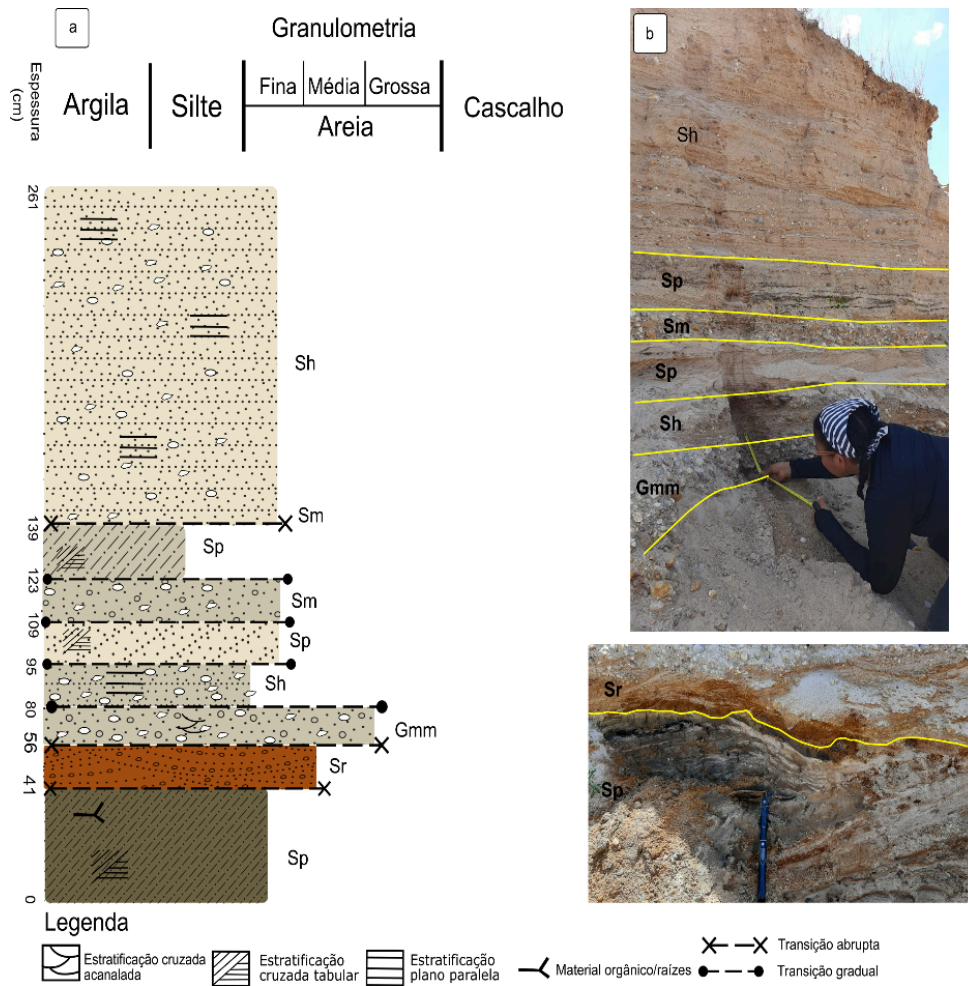 a
Granulometria
Espessura
(cm)
Argila
Silte
Fina
Média
Grossa
Areia
Cascalho
261
Sh
139
Sm
Sp
123
Sm
109
Sp
95
Sh
80
Gmm
56
Sr
41
Sp
0
b
Sh
Sp
Sm
Sp
Sh
Gmm
Sr
Sp
Legenda
Estratificação cruzada
acanalada
Estratificação
cruzada tabular
Estratificação
plano paralela
Material orgânico/raízes
Transição abrupta
Transição gradual